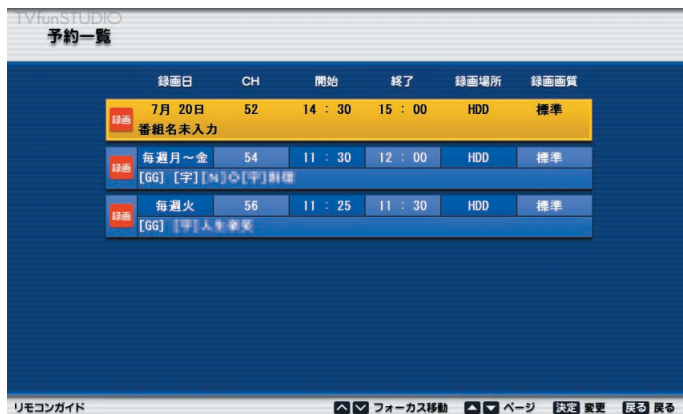 TVfunSTUDIO
予約一覧
録画日 CH 開始 終了 録画場所 録画画質
録画 7月 20日 52 14 : 30 15 : 00 HDD 標準
番組名未入力
録画 毎週月~金 54 11 : 30 12 : 00 HDD 標準
[GG] [字]
録画 毎週火 56 11 : 25 11 : 30 HDD 標準
[GG]
リモコンガイド フォーカス移動 ページ 決定 変更 戻る 戻る